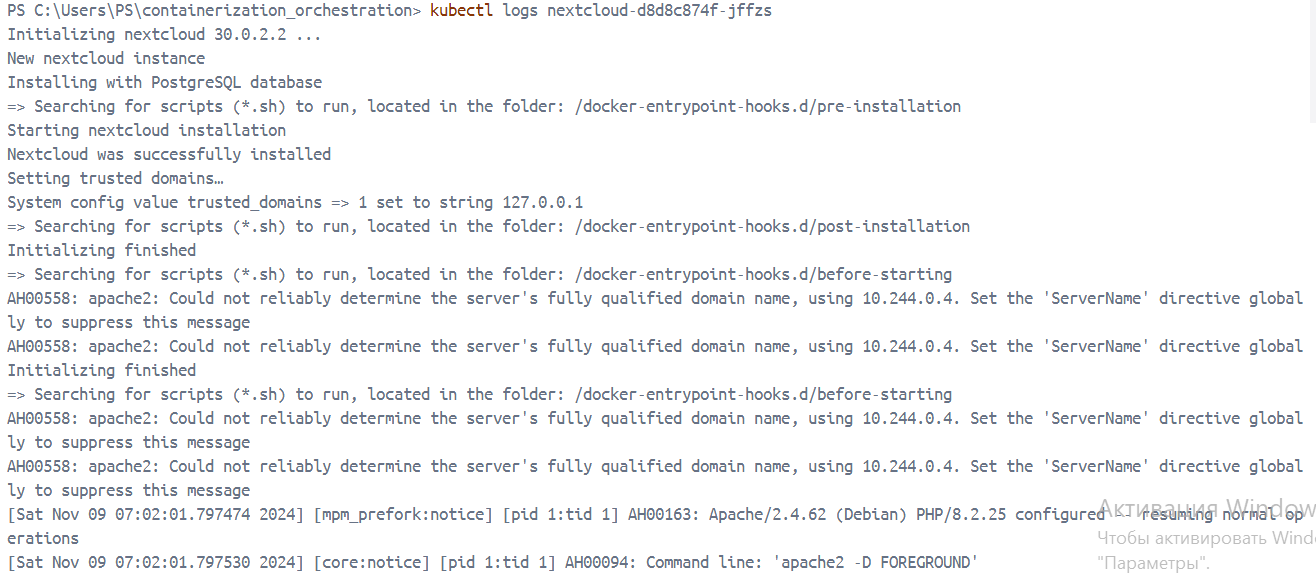 PS C:\Users\PS\containerization_orchestration> kubectl logs nextcloud-d8d8c874f-jffzs
Initializing nextcloud 30.0.2.2 ...
New nextcloud instance
Installing with PostgreSQL database
=> Searching for scripts (*.sh) to run, located in the folder: /docker-entrypoint-hooks.d/pre-installation
Starting nextcloud installation
Nextcloud was successfully installed
Setting trusted domains…
System config value trusted_domains => 1 set to string 127.0.0.1
=> Searching for scripts (*.sh) to run, located in the folder: /docker-entrypoint-hooks.d/post-installation
Initializing finished
=> Searching for scripts (*.sh) to run, located in the folder: /docker-entrypoint-hooks.d/before-starting
AH00558: apache2: Could not reliably determine the server's fully qualified domain name, using 10.244.0.4. Set the 'ServerName' directive global
ly to suppress this message
AH00558: apache2: Could not reliably determine the server's fully qualified domain name, using 10.244.0.4. Set the 'ServerName' directive global
Initializing finished
=> Searching for scripts (*.sh) to run, located in the folder: /docker-entrypoint-hooks.d/before-starting
AH00558: apache2: Could not reliably determine the server's fully qualified domain name, using 10.244.0.4. Set the 'ServerName' directive global
ly to suppress this message
AH00558: apache2: Could not reliably determine the server's fully qualified domain name, using 10.244.0.4. Set the 'ServerName' directive global
ly to suppress this message
[Sat Nov 09 07:02:01.797474 2024] [mpm_prefork:notice] [pid 1:tid 1] AH00163: Apache/2.4.62 (Debian) PHP/8.2.25 configured -- resuming normal op
erations
[Sat Nov 09 07:02:01.797530 2024] [core:notice] [pid 1:tid 1] AH00094: Command line: 'apache2 -D FOREGROUND'
Активация Window
Чтобы активировать Wind
"Параметры".